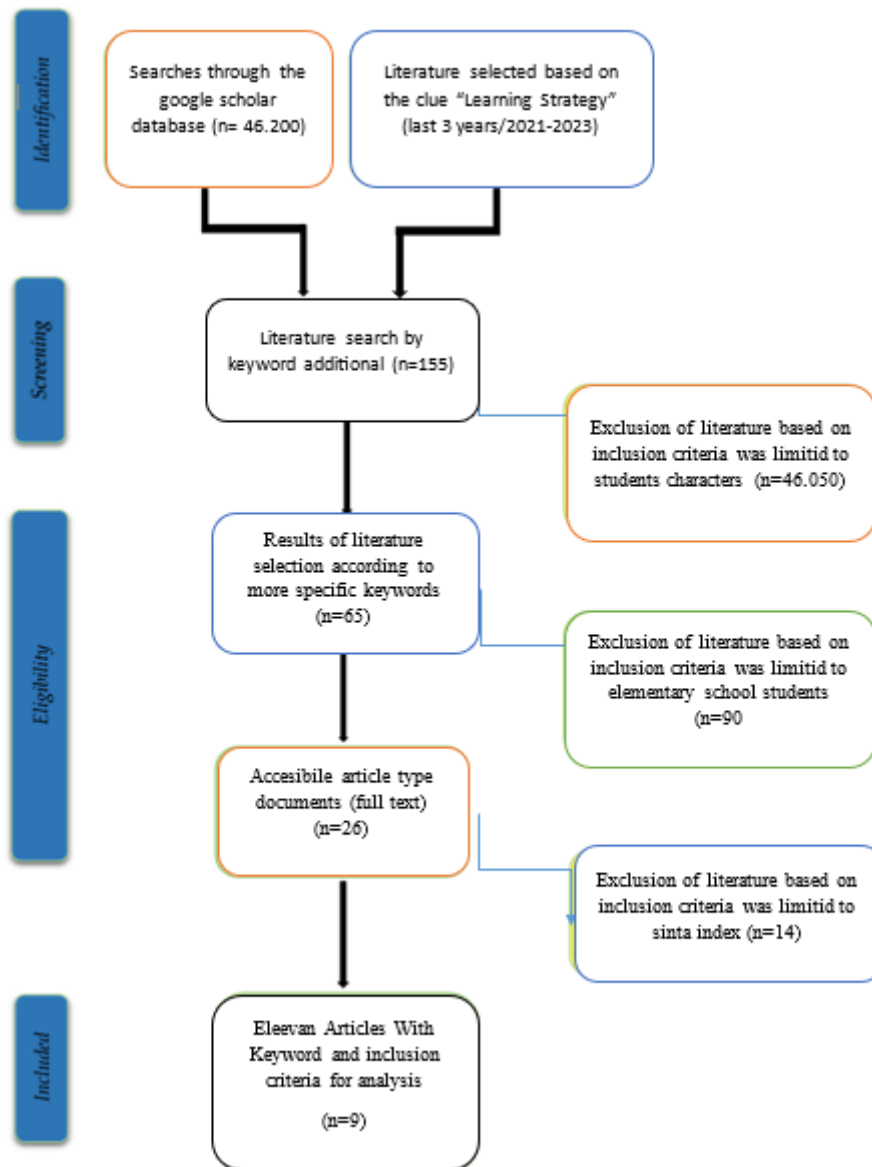 Identification
Searches through the
google scholar
database (n= 46.200)
Literature selected based on
the clue “Learning Strategy”
(last 3 years/2021-2023)
Screening
Literature search by
keyword additional (n=155)
Exclusion of literature based on
inclusion criteria was limitid to
students characters (n=46.050)
Eligibility
Results of literature
selection according to
more specific keywords
(n=65)
Exclusion of literature based on
inclusion criteria was limitid to
elementary school students
(n=90
Accesibile article type
documents (full text)
(n=26)
Exclusion of literature based on
inclusion criteria was limitid to
sinta index (n=14)
Included
Eleevan Articles With
Keyword and inclusion
criteria for analysis
(n=9)